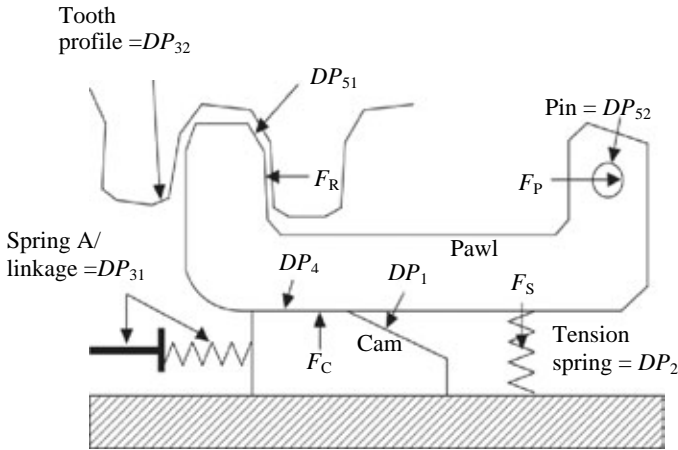 Tooth
profile =DP32
DP51
Pin = DP52
FR
FP
Spring A/
linkage =DP31
Pawl
DP4
DP1
FS
Tension
spring = DP2
FC
Cam